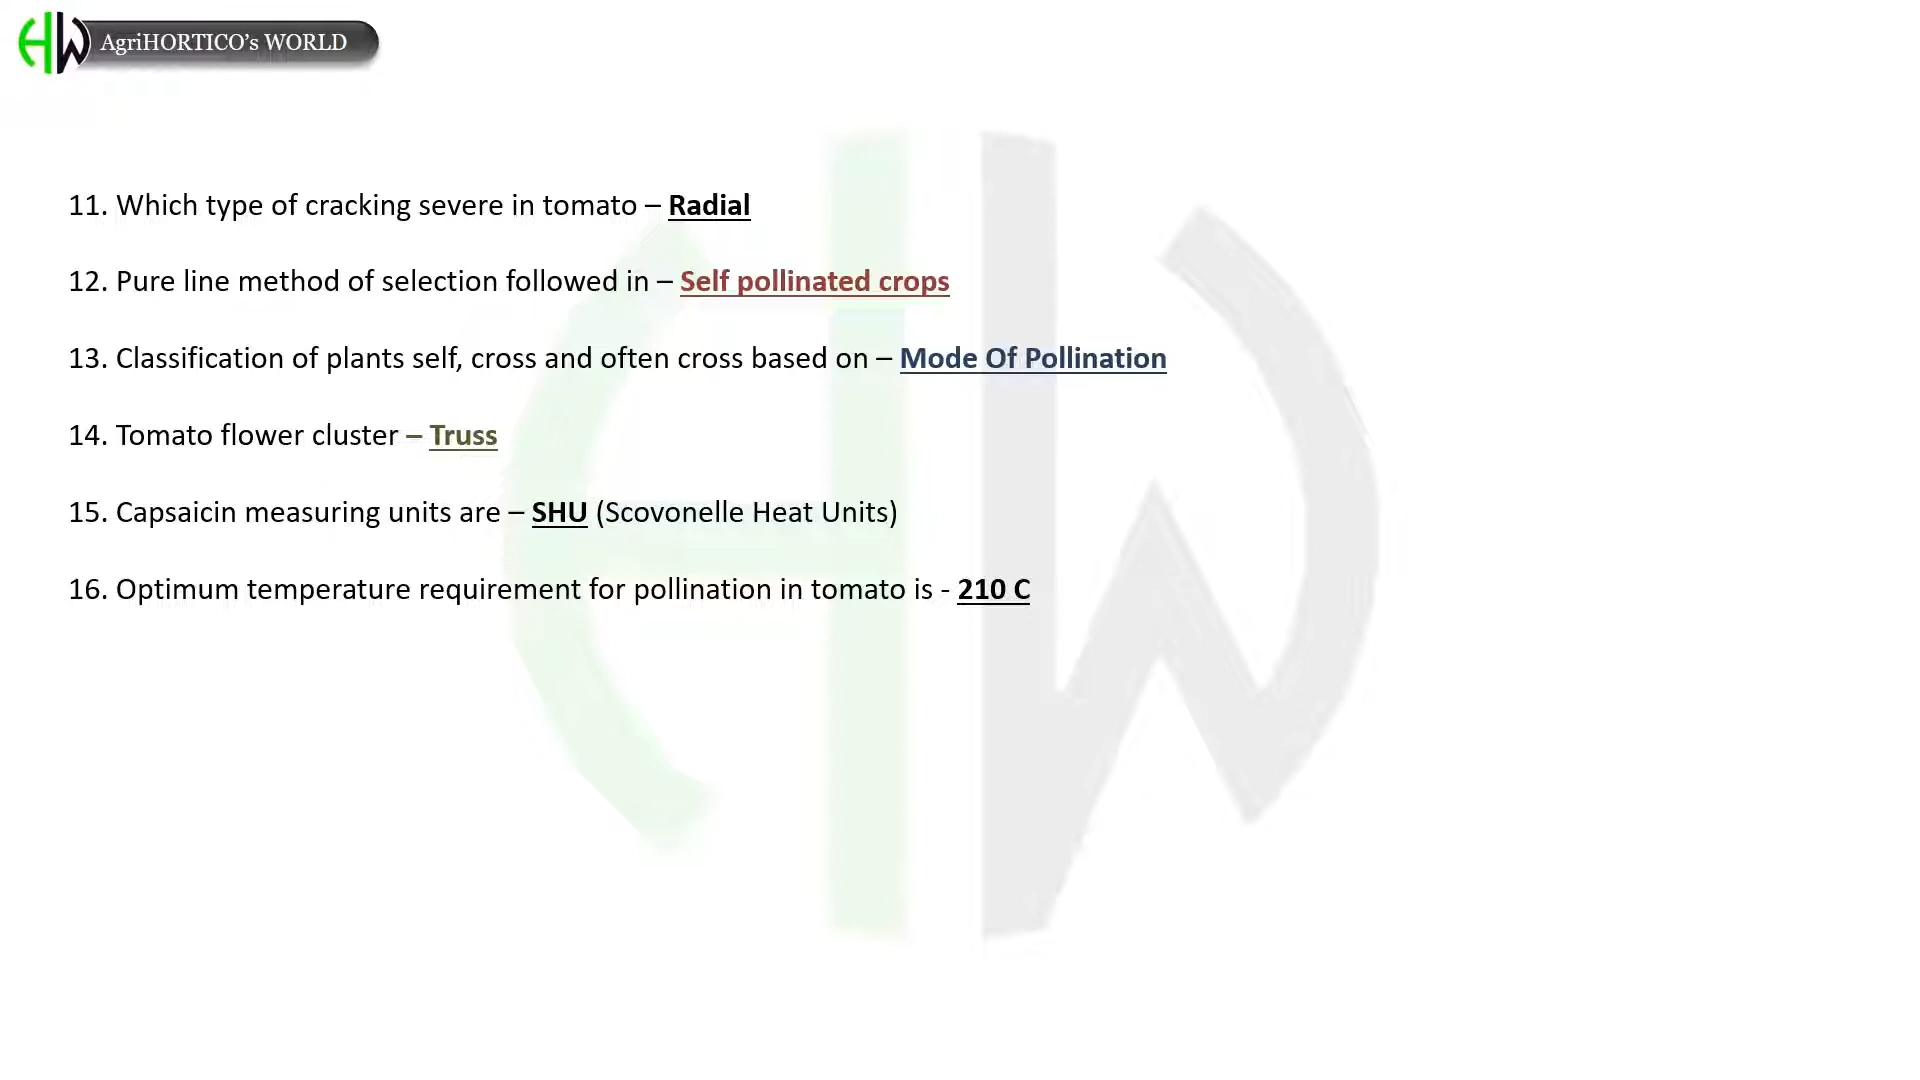 AgriHORTICO's WORLD
11. Which type of cracking severe in tomato – Radial
12. Pure line method of selection followed in – Self pollinated crops
13. Classification of plants self, cross and often cross based on – Mode Of Pollination
14. Tomato flower cluster – Truss
15. Capsaicin measuring units are – SHU (Scovonelle Heat Units)
16. Optimum temperature requirement for pollination in tomato is - 210 C